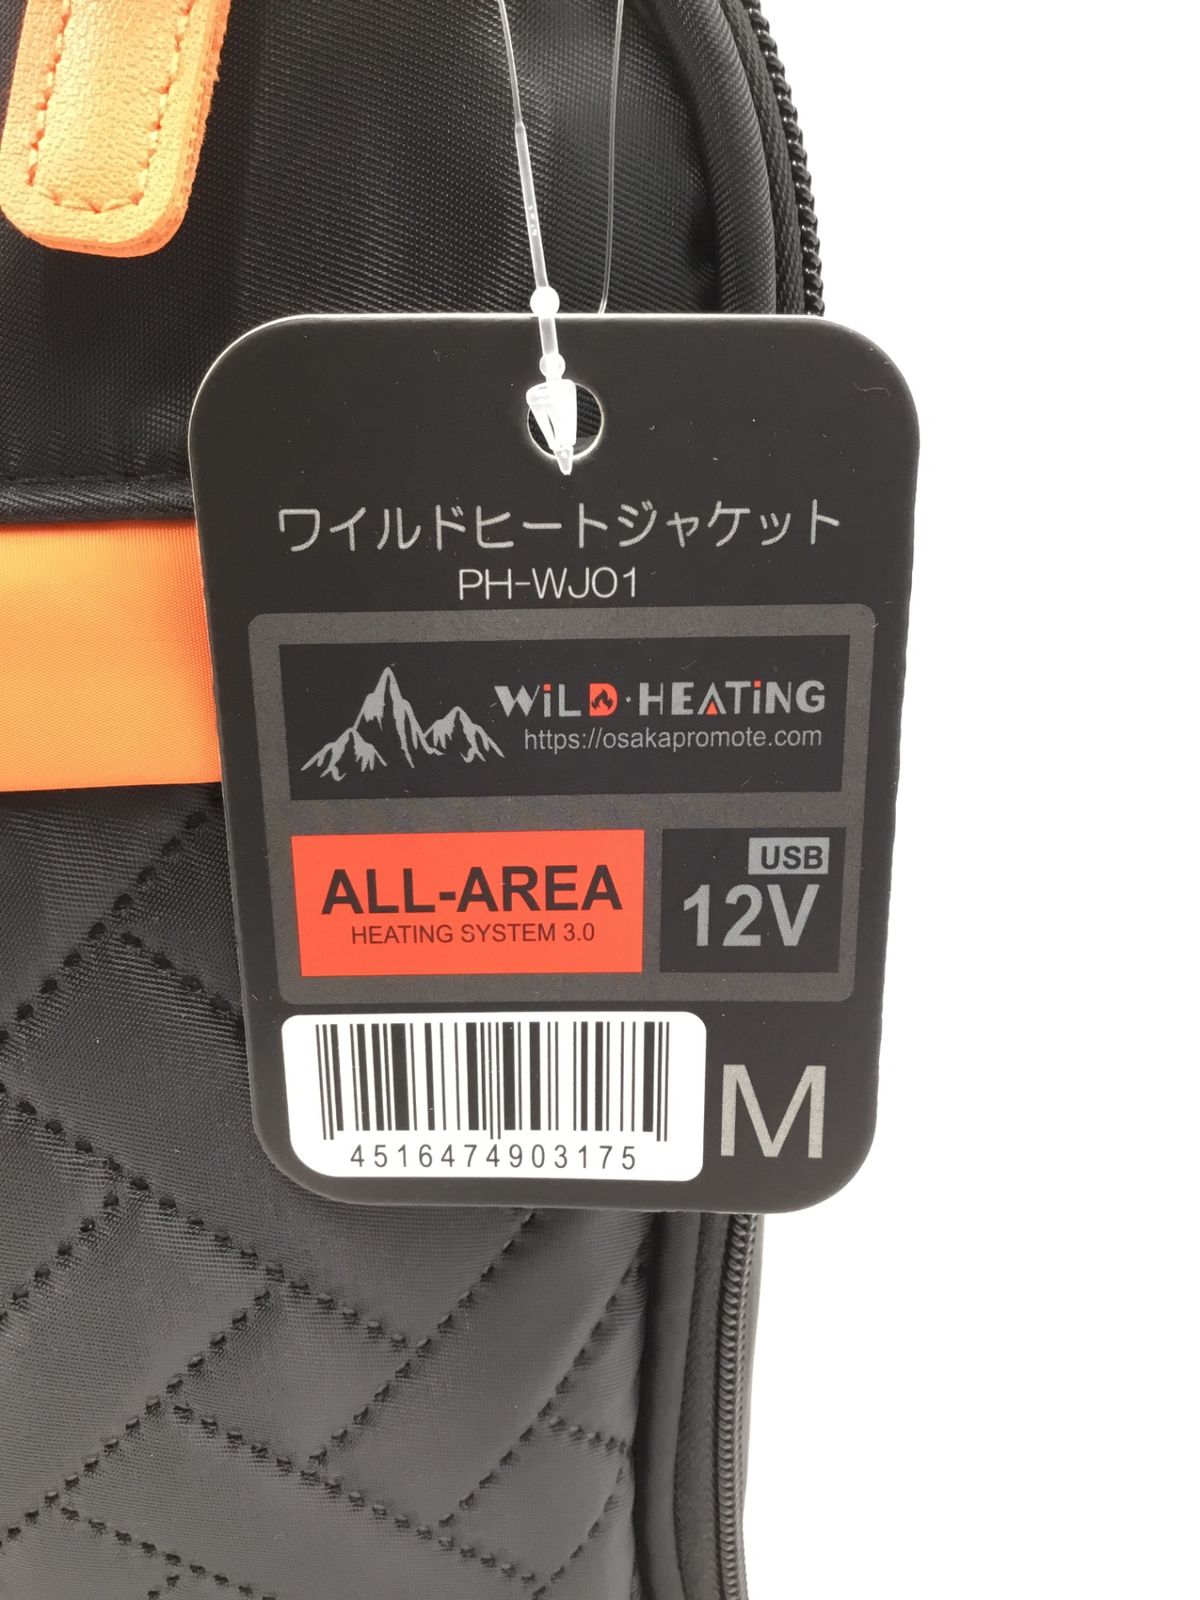 ワイルドヒートジャケット
PH-WJ01
WiLD·HEATiNG
https://osakapromote.com
ALL-AREA
HEATING SYSTEM 3.0
USB
12V
4516474903175
M